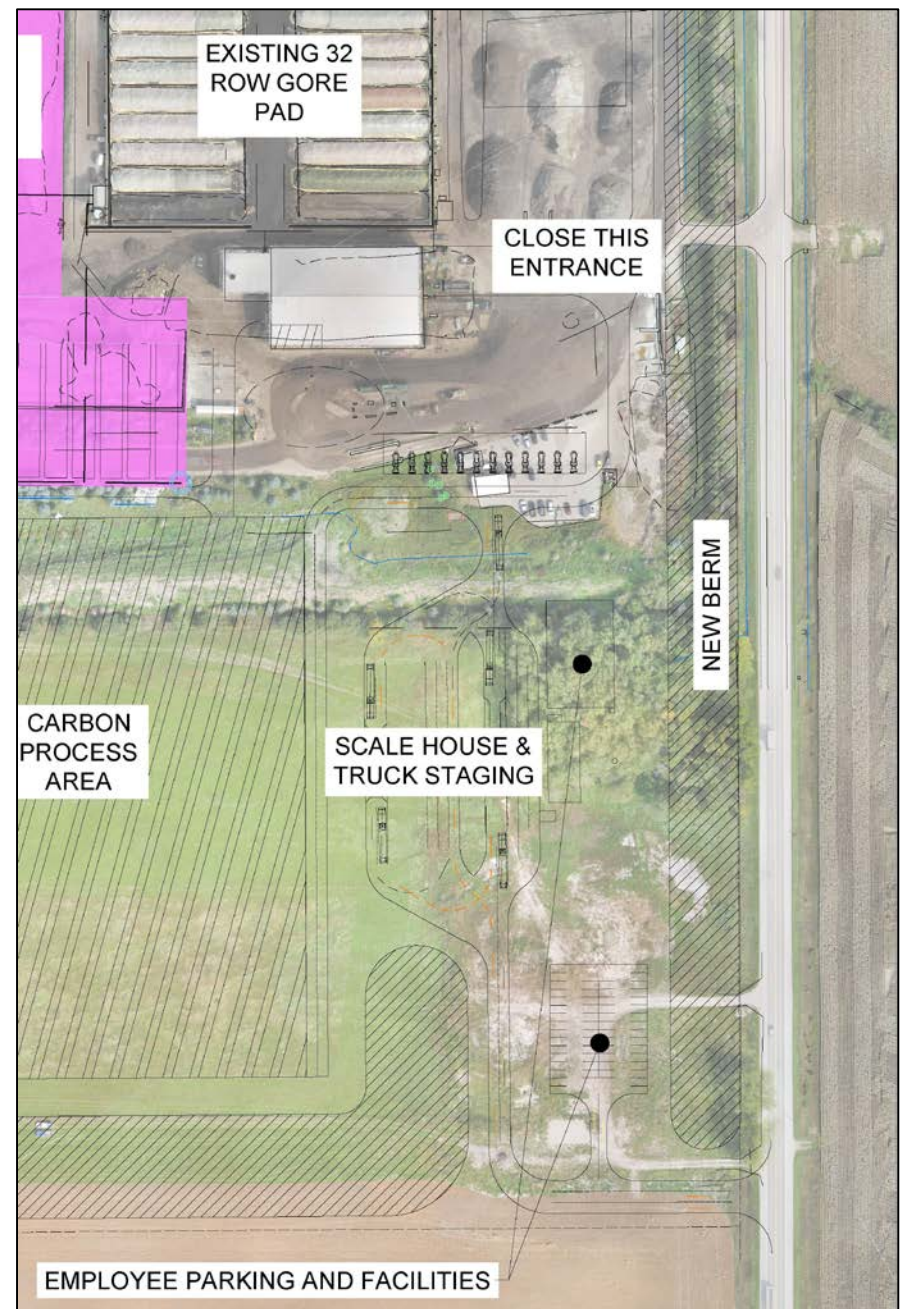 EXISTING 32
ROW GORE
PAD
CLOSE THIS
ENTRANCE
NEW BERM
CARBON
PROCESS
AREA
SCALE HOUSE &
TRUCK STAGING
EMPLOYEE PARKING AND FACILITIES